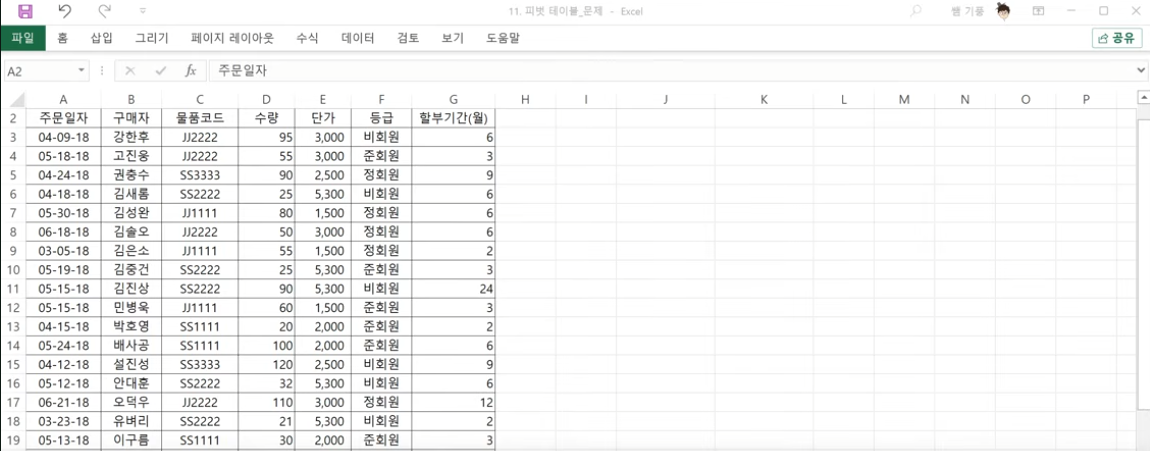 11. 피벗 테이블_문제 - Excel
쌤 기풍
파일 홈 삽입 그리기 페이지 레이아웃 수식 데이터 검토 보기 도움말 공유
A2 fx 주문일자
A B C D E F G H I J K L M N O P
2 주문일자 구매자 물품코드 수량 단가 등급 할부기간(월)
3 04-09-18 강한후 JJ2222 95 3,000 비회원 6
4 05-18-18 고진웅 JJ2222 55 3,000 준회원 3
5 04-24-18 권충수 SS3333 90 2,500 정회원 9
6 04-18-18 김새롬 SS2222 25 5,300 비회원 6
7 05-30-18 김성완 JJ1111 80 1,500 정회원 6
8 06-18-18 김솔오 JJ2222 50 3,000 정회원 6
9 03-05-18 김은소 JJ1111 55 1,500 정회원 2
10 05-19-18 김중건 SS2222 25 5,300 준회원 3
11 05-15-18 김진상 SS2222 90 5,300 비회원 24
12 05-15-18 민병욱 JJ1111 60 1,500 준회원 3
13 04-15-18 박호영 SS1111 20 2,000 준회원 2
14 05-24-18 배사공 SS1111 100 2,000 준회원 6
15 04-12-18 설진성 SS3333 120 2,500 비회원 9
16 05-12-18 안대훈 SS2222 32 5,300 비회원 6
17 06-21-18 오덕우 JJ2222 110 3,000 정회원 12
18 03-23-18 유벼리 SS2222 21 5,300 비회원 2
19 05-13-18 이구름 SS1111 30 2,000 준회원 3